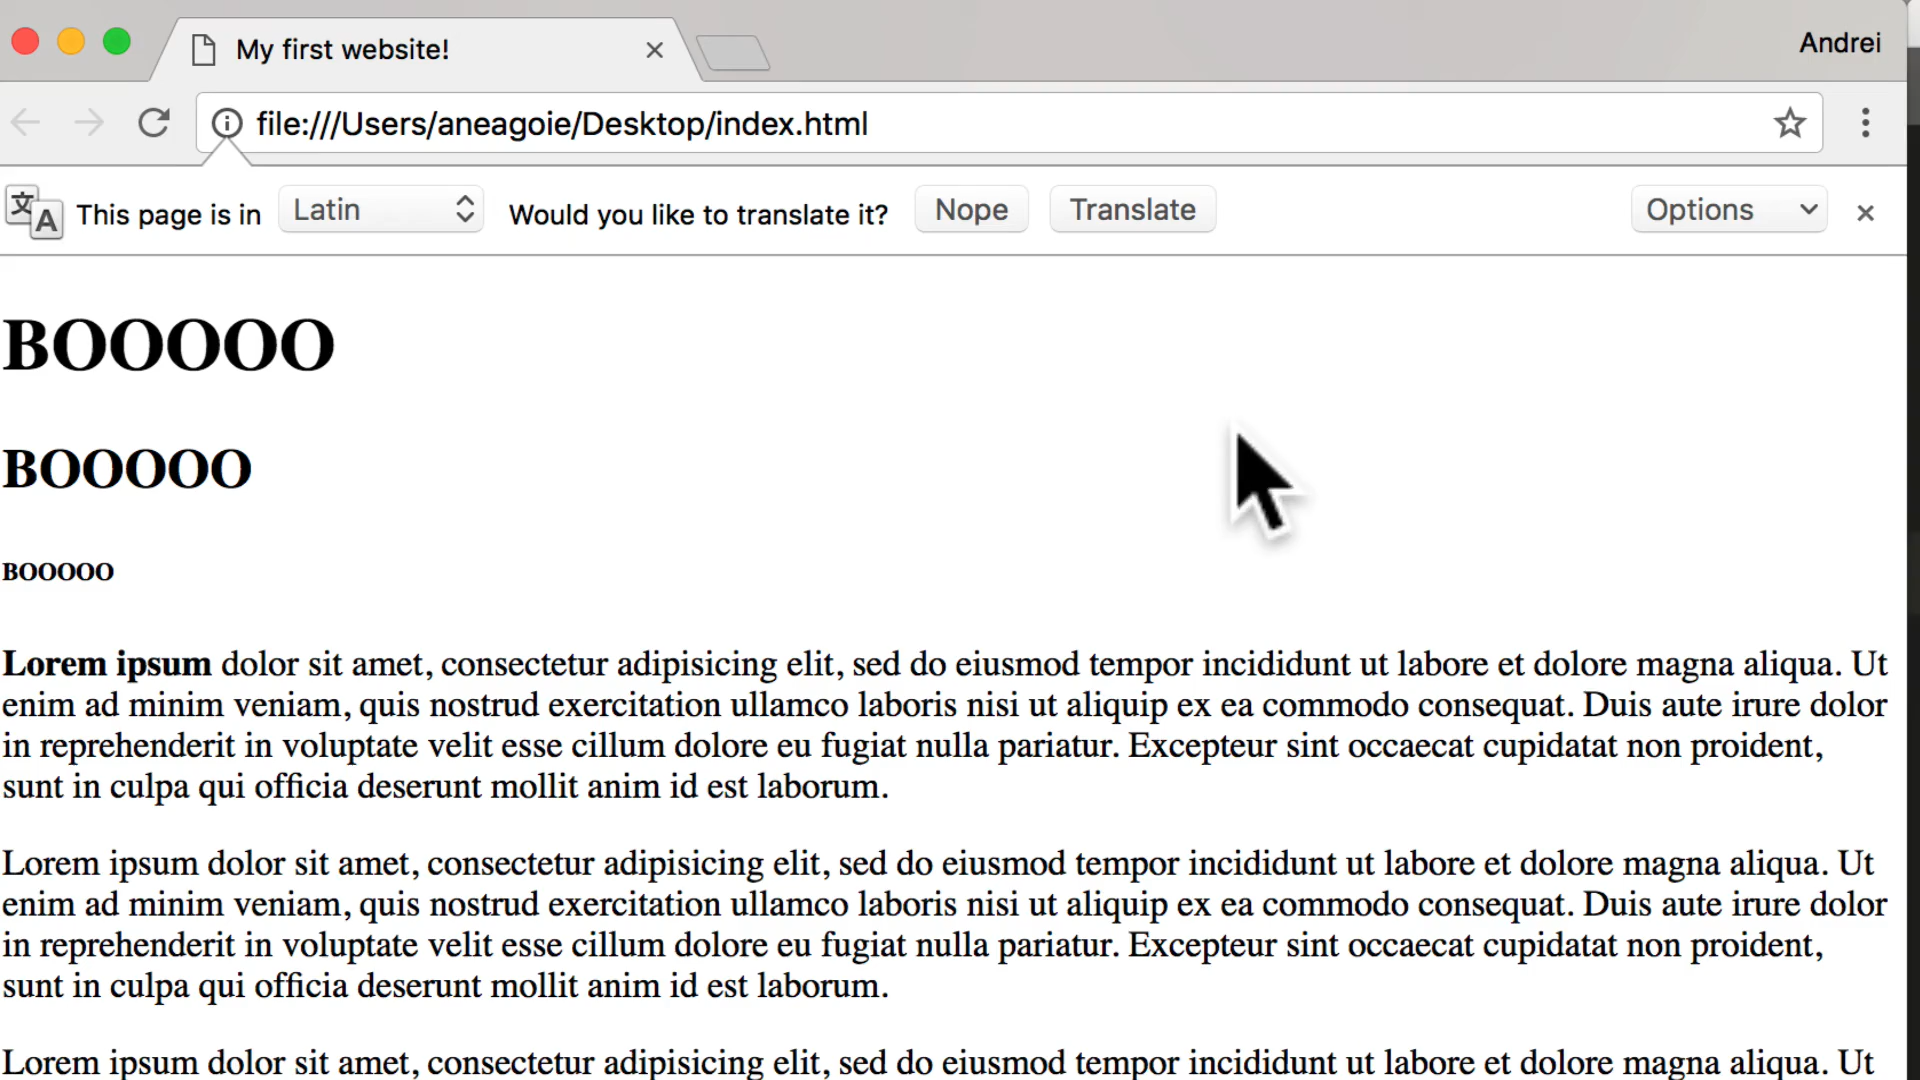 My first website!
Andrei
file:///Users/aneagoie/Desktop/index.html
文A This page is in Latin Would you like to translate it? Nope Translate Options
BOOOOO
BOOOOO
BOOOOO
Lorem ipsum dolor sit amet, consectetur adipisicing elit, sed do eiusmod tempor incididunt ut labore et dolore magna aliqua. Ut
enim ad minim veniam, quis nostrud exercitation ullamco laboris nisi ut aliquip ex ea commodo consequat. Duis aute irure dolor
in reprehenderit in voluptate velit esse cillum dolore eu fugiat nulla pariatur. Excepteur sint occaecat cupidatat non proident,
sunt in culpa qui officia deserunt mollit anim id est laborum.
Lorem ipsum dolor sit amet, consectetur adipisicing elit, sed do eiusmod tempor incididunt ut labore et dolore magna aliqua. Ut
enim ad minim veniam, quis nostrud exercitation ullamco laboris nisi ut aliquip ex ea commodo consequat. Duis aute irure dolor
in reprehenderit in voluptate velit esse cillum dolore eu fugiat nulla pariatur. Excepteur sint occaecat cupidatat non proident,
sunt in culpa qui officia deserunt mollit anim id est laborum.
Lorem ipsum dolor sit amet, consectetur adipisicing elit, sed do eiusmod tempor incididunt ut labore et dolore magna aliqua. Ut